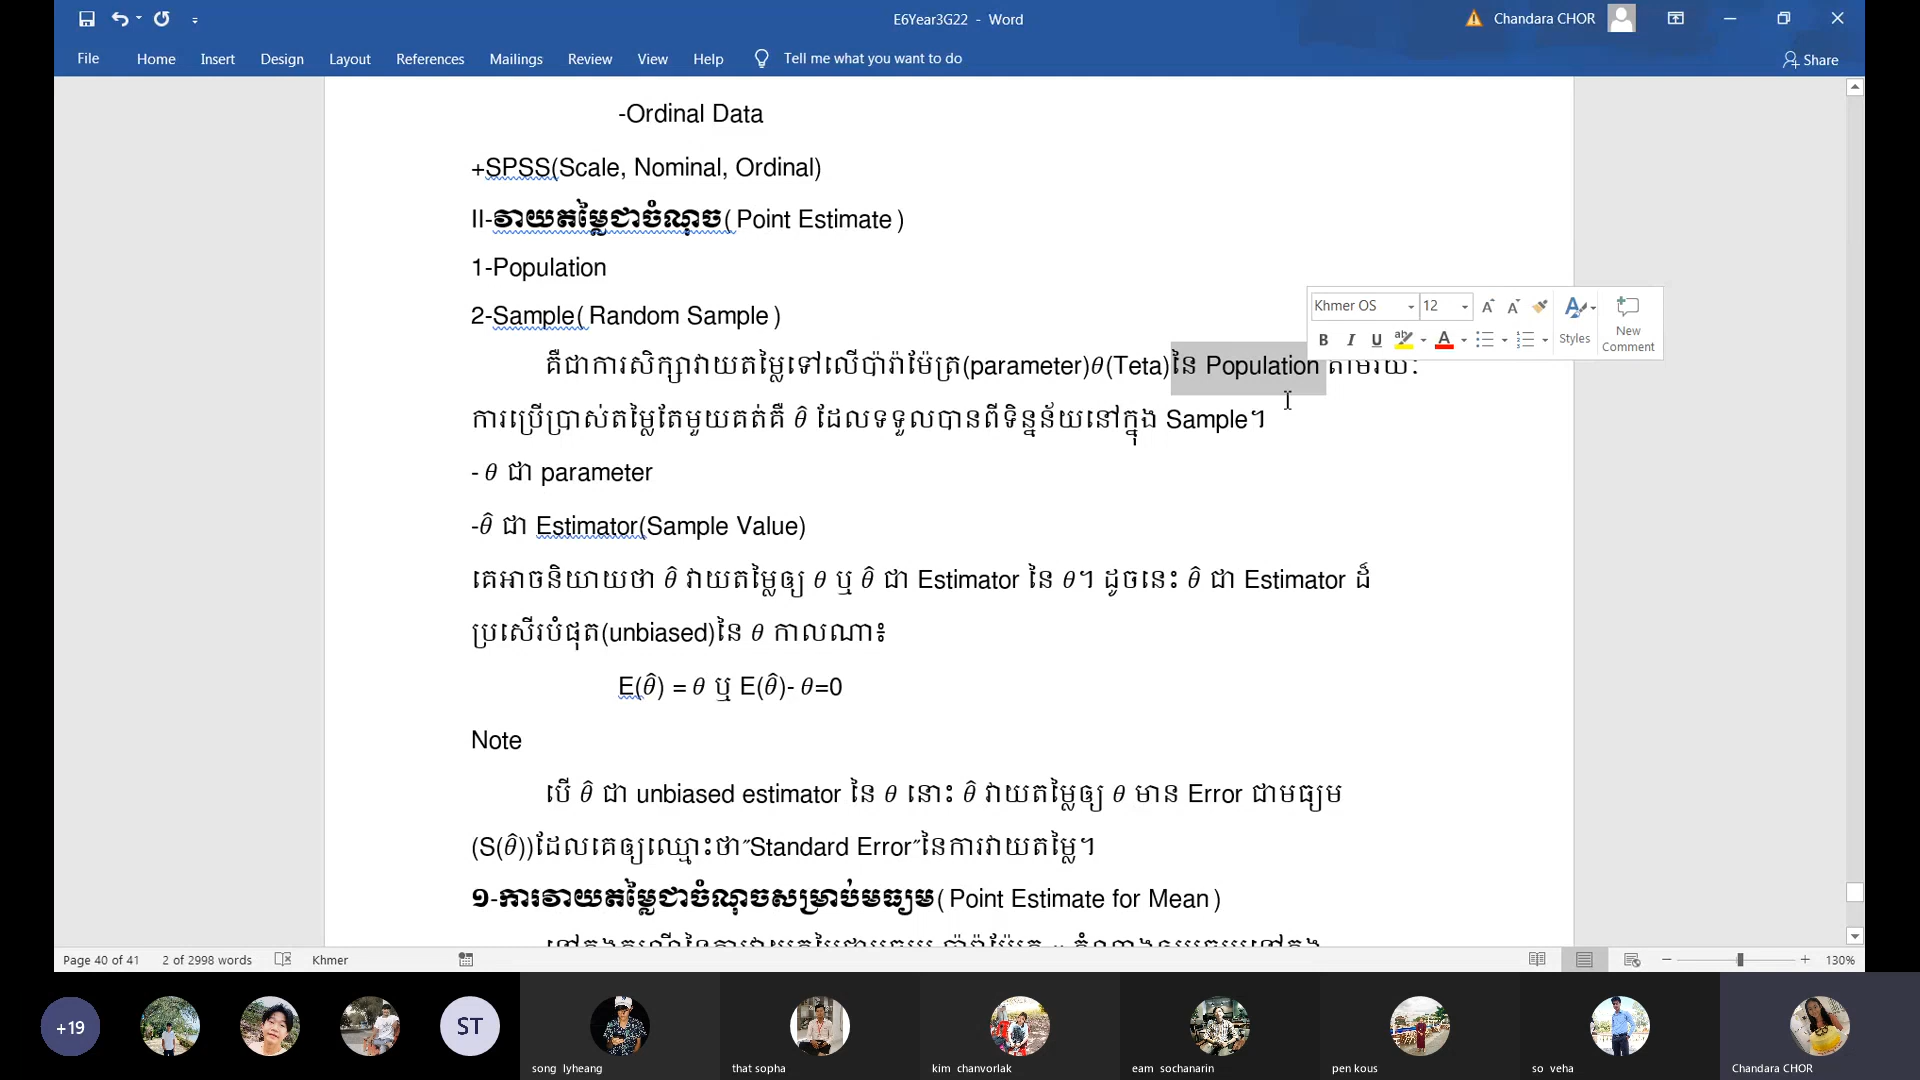 E6Year3G22 - Word
Chandara CHOR
File Home Insert Design Layout References Mailings Review View Help Tell me what you want to do
Share
-Ordinal Data
+SPSS(Scale, Nominal, Ordinal)
II-វាយតម្លៃជាចំណុច(Point Estimate)
1-Population
2-Sample(Random Sample)
Khmer OS 12
Styles
New Comment
គឺជាការសិក្សាវាយតម្លៃទៅលើប៉ារ៉ាម៉ែត្រ(parameter)θ(Teta)នៃ Population តាមរយៈ
ការប្រើប្រាស់តម្លៃតែមួយគត់គឺ θ̂ ដែលទទួលបានពីទិន្នន័យនៅក្នុង Sample។
- θ ជា parameter
-θ̂ ជា Estimator(Sample Value)
គេអាចនិយាយថា θ̂ វាយតម្លៃឲ្យ θ ឬ θ̂ ជា Estimator នៃ θ។ ដូចនេះ θ̂ ជា Estimator ដ៏
ប្រសើរបំផុត(unbiased)នៃ θ កាលណា៖
E(θ̂) = θ ឬ E(θ̂)- θ=0
Note
បើ θ̂ ជា unbiased estimator នៃ θ នោះ θ̂ វាយតម្លៃឲ្យ θ មាន Error ជាមធ្យម
(S(θ̂))ដែលគេឲ្យឈ្មោះថា"Standard Error"នៃការវាយតម្លៃ។
១-ការវាយតម្លៃជាចំណុចសម្រាប់មធ្យម(Point Estimate for Mean)
Page 40 of 41 2 of 2998 words Khmer
130%
+19
ST
song lyheang
that sopha
kim chanvorlak
eam sochanarin
pen kous
so veha
Chandara CHOR